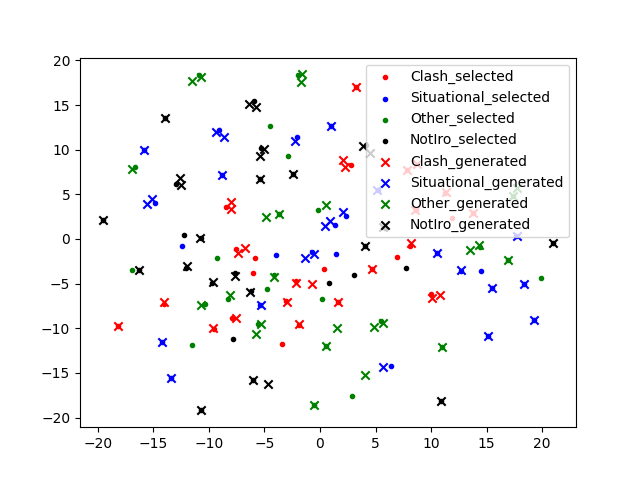 20
15
10
5
0
−5
−10
−15
−20
−20
−15
−10
−5
0
5
10
15
20
Clash_selected
Situational_selected
Other_selected
NotIro_selected
Clash_generated
Situational_generated
Other_generated
NotIro_generated